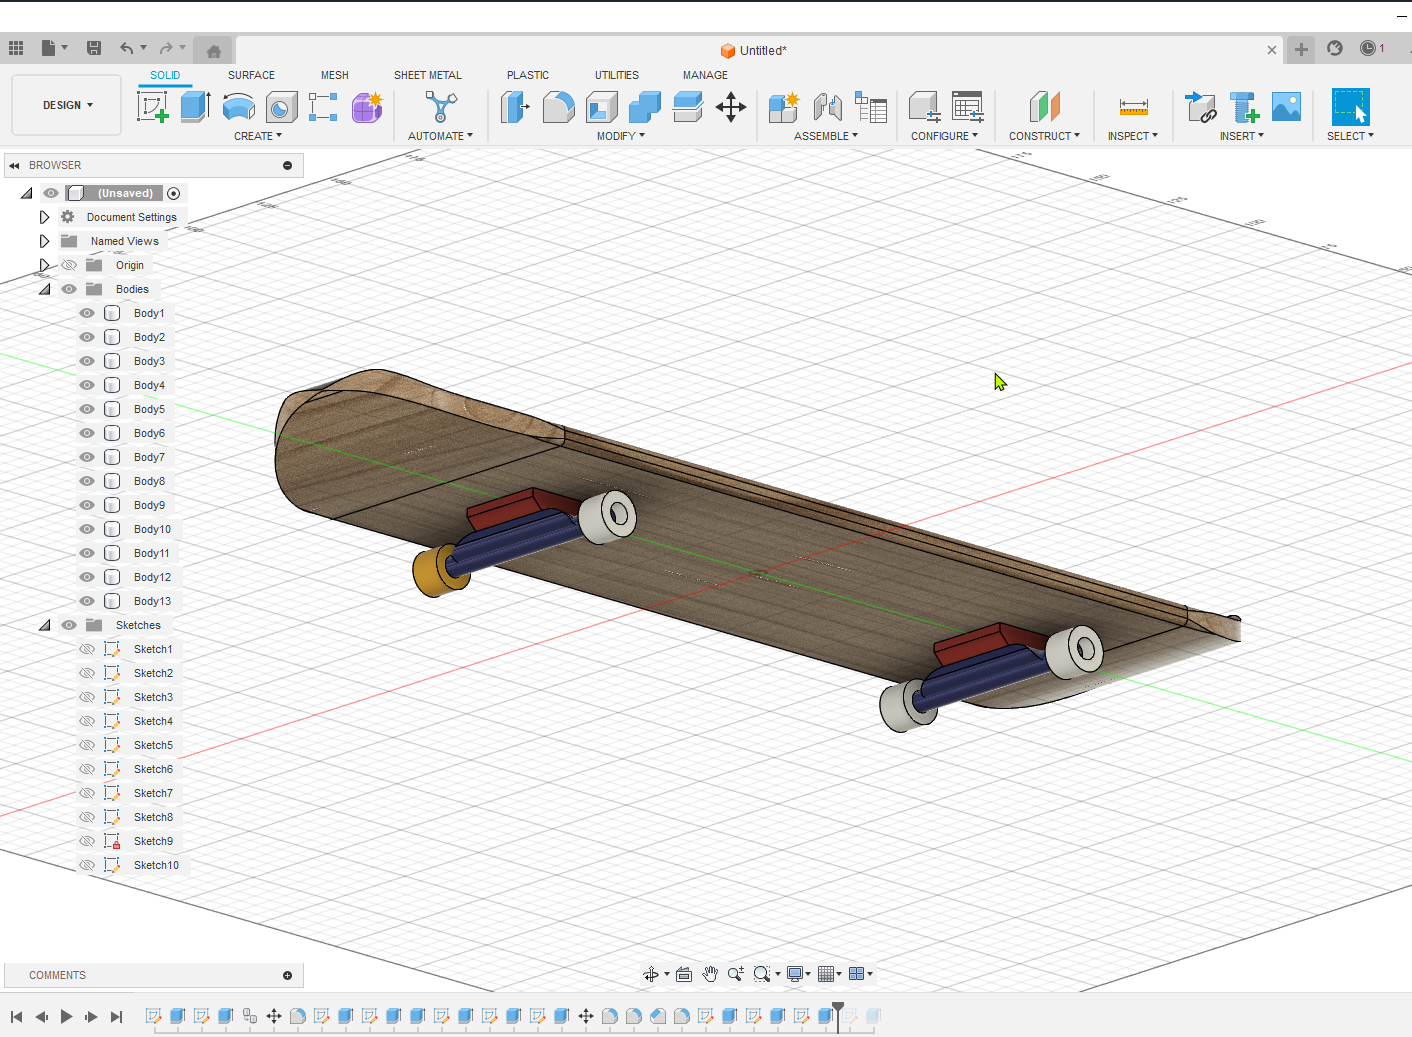 Untitled*
1
SOLID
SURFACE
MESH
SHEET METAL
PLASTIC
UTILITIES
MANAGE
DESIGN
CREATE
AUTOMATE
MODIFY
ASSEMBLE
CONFIGURE
CONSTRUCT
INSPECT
INSERT
SELECT
BROWSER
(Unsaved)
Document Settings
Named Views
Origin
Bodies
Body1
Body2
Body3
Body4
Body5
Body6
Body7
Body8
Body9
Body10
Body11
Body12
Body13
Sketches
Sketch1
Sketch2
Sketch3
Sketch4
Sketch5
Sketch6
Sketch7
Sketch8
Sketch9
Sketch10
COMMENTS